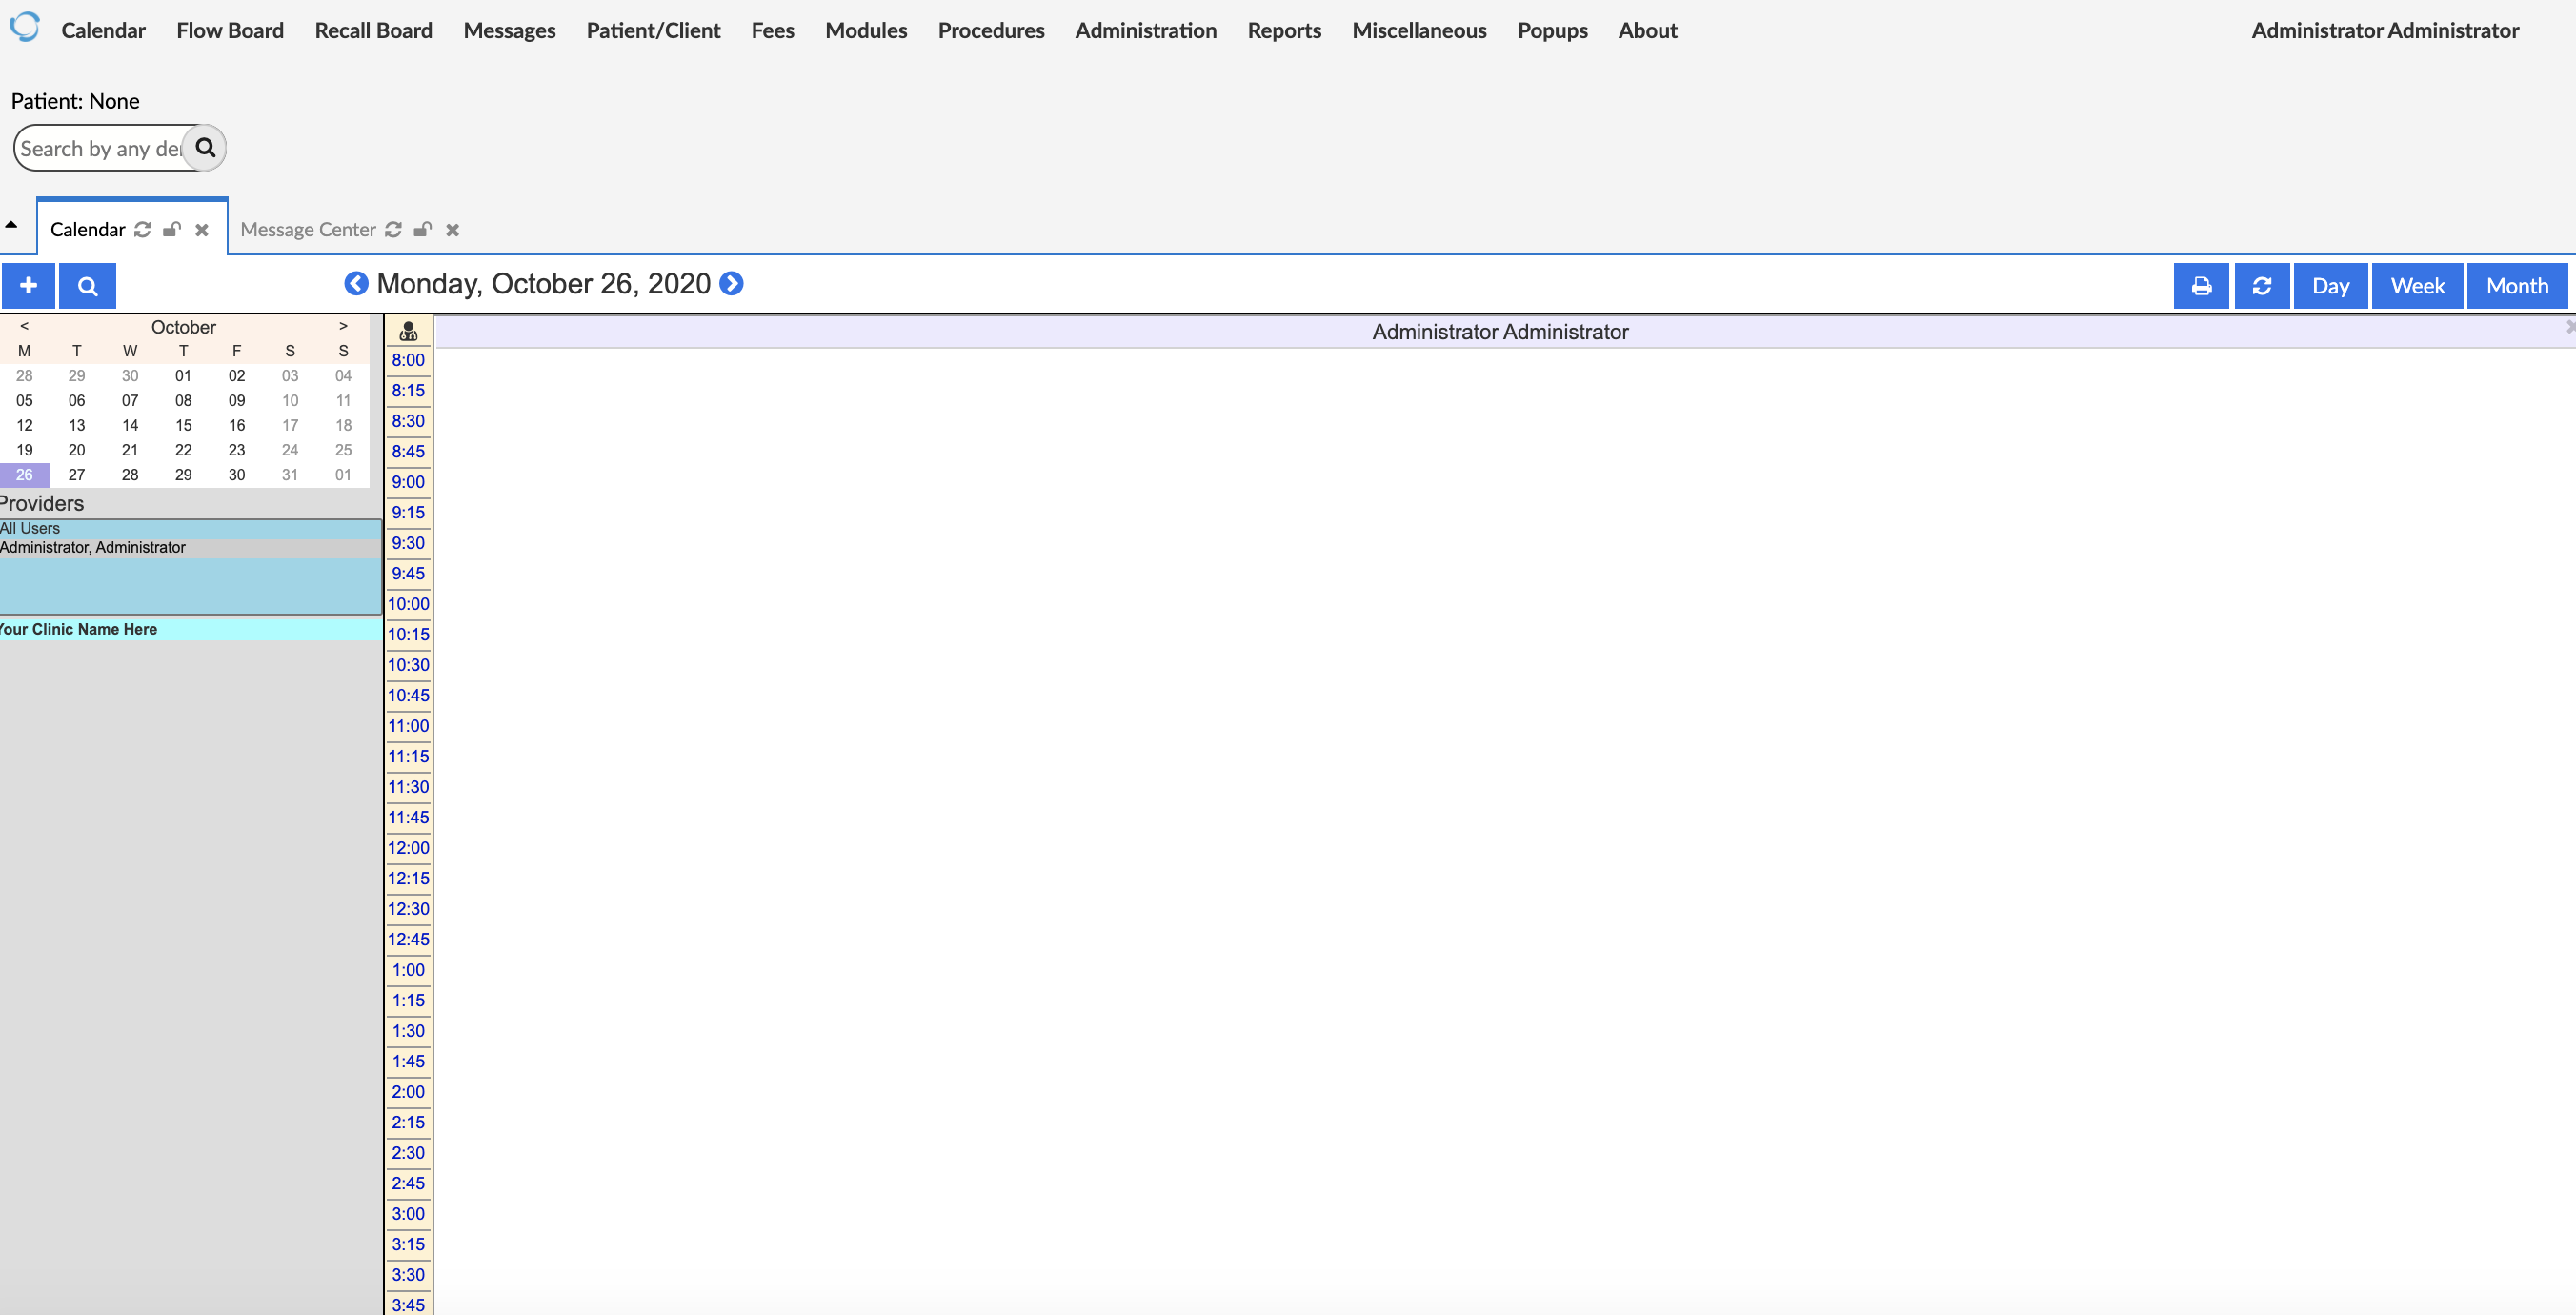 Calendar Flow Board Recall Board Messages Patient/Client Fees Modules Procedures Administration Reports Miscellaneous Popups About Administrator Administrator
Patient: None
Search by any de
Calendar Message Center
Monday, October 26, 2020 Day Week Month
< October >
M T W T F S S
28 29 30 01 02 03 04
05 06 07 08 09 10 11
12 13 14 15 16 17 18
19 20 21 22 23 24 25
26 27 28 29 30 31 01
Providers
All Users
Administrator, Administrator
Your Clinic Name Here
Administrator Administrator
8:00
8:15
8:30
8:45
9:00
9:15
9:30
9:45
10:00
10:15
10:30
10:45
11:00
11:15
11:30
11:45
12:00
12:15
12:30
12:45
1:00
1:15
1:30
1:45
2:00
2:15
2:30
2:45
3:00
3:15
3:30
3:45